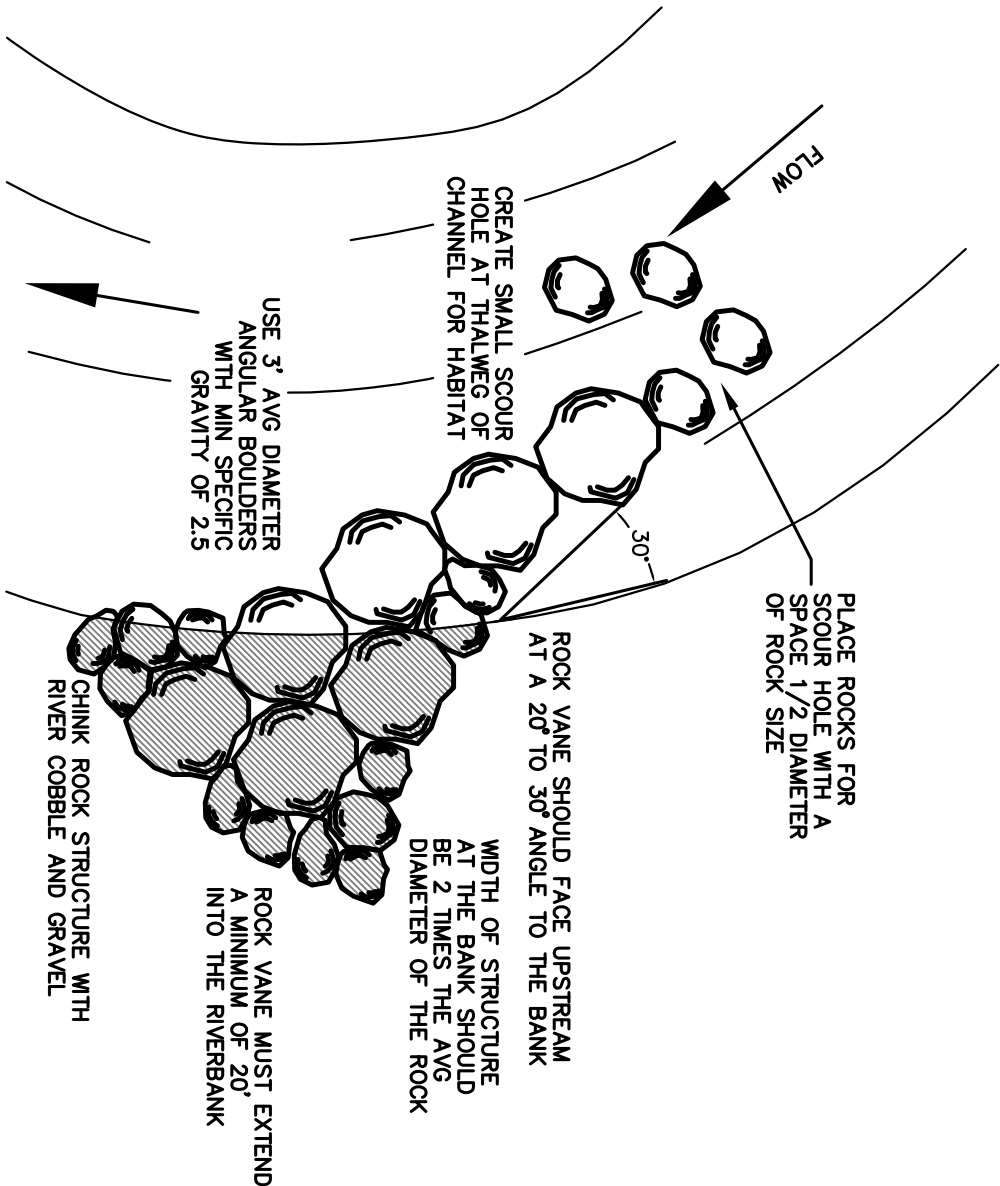 FLOW
CREATE SMALL SCOUR
HOLE AT THALWEG OF
CHANNEL FOR HABITAT
USE 3' AVG DIAMETER
ANGULAR BOULDERS
WITH MIN SPECIFIC
GRAVITY OF 2.5
30°
PLACE ROCKS FOR
SCOUR HOLE WITH A
SPACE 1/2 DIAMETER
OF ROCK SIZE
ROCK VANE SHOULD FACE UPSTREAM
AT A 20° TO 30° ANGLE TO THE BANK
WIDTH OF STRUCTURE
AT THE BANK SHOULD
BE 2 TIMES THE AVG
DIAMETER OF THE ROCK
ROCK VANE MUST EXTEND
A MINIMUM OF 20'
INTO THE RIVERBANK
CHINK ROCK STRUCTURE WITH
RIVER COBBLE AND GRAVEL